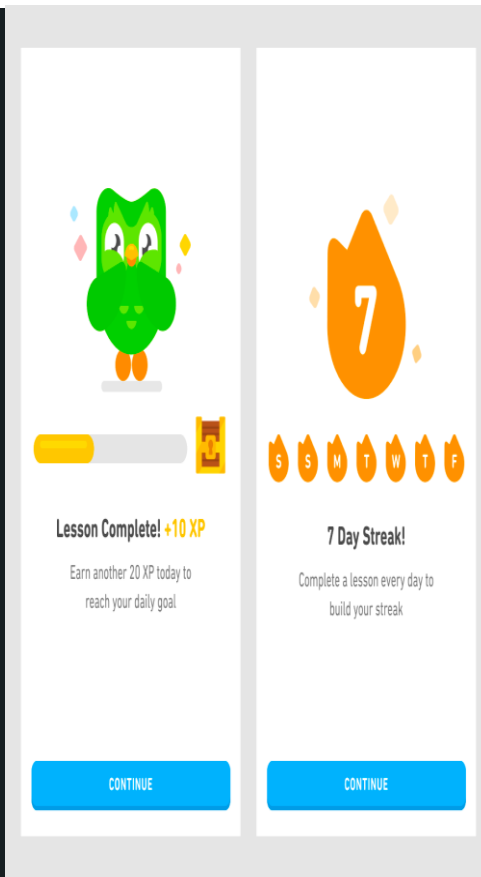 Lesson Complete! +10 XP
Earn another 20 XP today to
reach your daily goal
CONTINUE
7
S S M T W T F
7 Day Streak!
Complete a lesson every day to
build your streak
CONTINUE